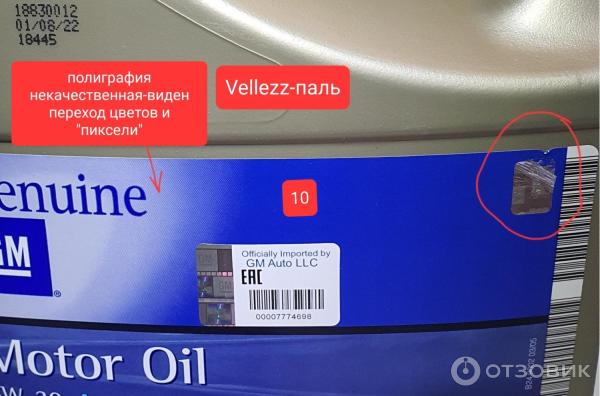 18830012
01/08/22
18445
полиграфия
некачественная-виден
переход цветов и
"пиксели"
Vellezz-паль
enuine
10
GM
®
Officially Imported by
GM Auto LLC
EAC
00007774698
Motor Oil
ОТЗОВИК